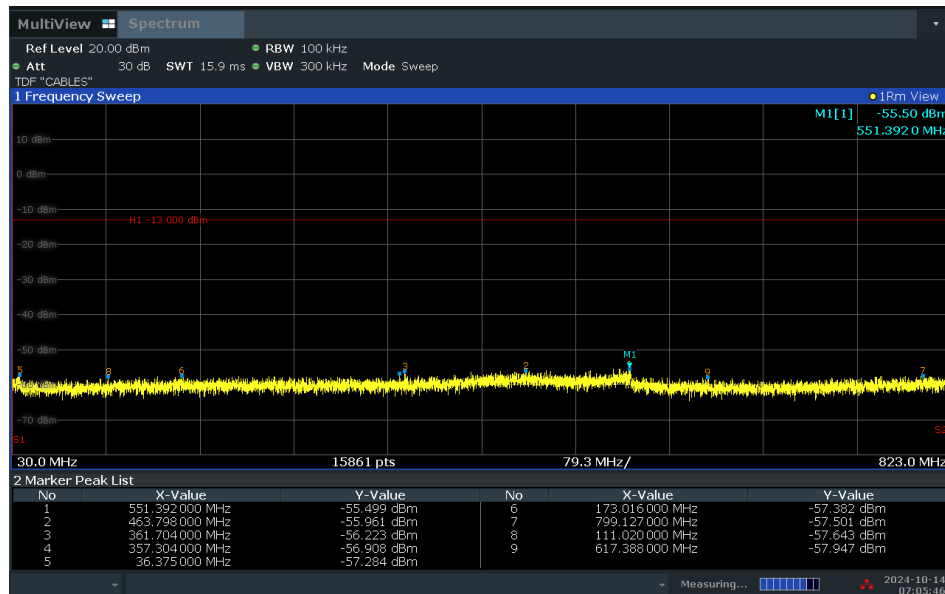 MultiView Spectrum
Ref Level 20.00 dBm RBW 100 kHz
Att 30 dB SWT 15.9 ms VBW 300 kHz Mode Sweep
TDF "CABLES"
1 Frequency Sweep 1Rm View
M1[1] -55.50 dBm
551.392 0 MHz
10 dBm
0 dBm
-10 dBm
H1 -13.000 dBm
-20 dBm
-30 dBm
-40 dBm
-50 dBm
M1
5 8 6 3 2 9 7
-70 dBm
S1 S2
30.0 MHz 15861 pts 79.3 MHz/ 823.0 MHz
2 Marker Peak List
No X-Value Y-Value No X-Value Y-Value
1 551.392 000 MHz -55.499 dBm 6 173.016 000 MHz -57.382 dBm
2 463.798 000 MHz -55.961 dBm 7 799.127 000 MHz -57.501 dBm
3 361.704 000 MHz -56.223 dBm 8 111.020 000 MHz -57.643 dBm
4 357.304 000 MHz -56.908 dBm 9 617.388 000 MHz -57.947 dBm
5 36.375 000 MHz -57.284 dBm
Measuring... 2024-10-14
07:05:46